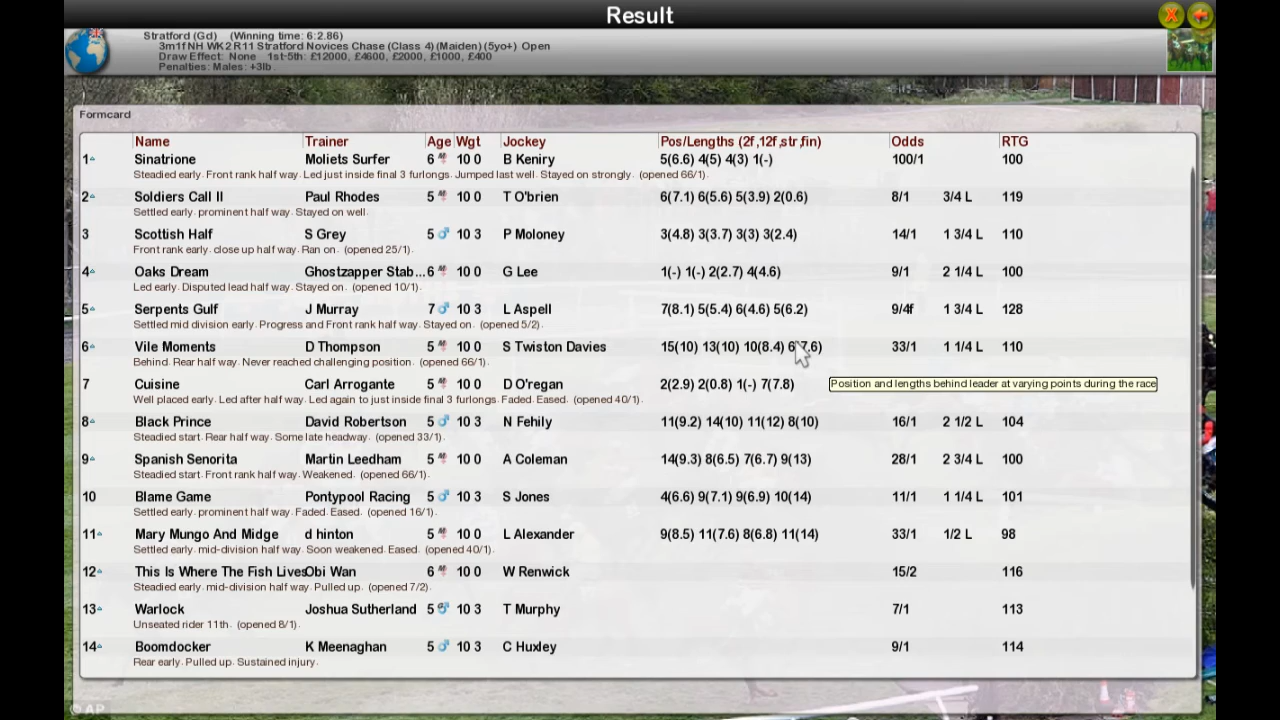 Result
Stratford (Gd) (Winning time: 6:2.86)
3m1f NH WK2 R11 Stratford Novices Chase (Class 4) (Maiden) (5yo+) Open
Draw Effect: None 1st-5th: £12000, £4600, £2000, £1000, £400
Penalties: Males: +3lb
Formcard
Name Trainer Age Wgt Jockey Pos/Lengths (2f,12f,str,fin) Odds RTG
1 Sinatrione Moliets Surfer 6 10 0 B Keniry 5(6.6) 4(5) 4(3) 1(-) 100/1 100
Steadied early. Front rank half way. Led just inside final 3 furlongs. Jumped last well. Stayed on strongly. (opened 66/1).
2 Soldiers Call II Paul Rhodes 5 10 0 T O'brien 6(7.1) 6(5.6) 5(3.9) 2(0.6) 8/1 3/4 L 119
Settled early. prominent half way. Stayed on well.
3 Scottish Half S Grey 5 10 3 P Moloney 3(4.8) 3(3.7) 3(3) 3(2.4) 14/1 1 3/4 L 110
Front rank early. close up half way. Ran on. (opened 25/1).
4 Oaks Dream Ghostzapper Stab... 6 10 0 G Lee 1(-) 1(-) 2(2.7) 4(4.6) 9/1 2 1/4 L 100
Led early. Disputed lead half way. Stayed on. (opened 10/1).
5 Serpents Gulf J Murray 7 10 3 L Aspell 7(8.1) 5(5.4) 6(4.6) 5(6.2) 9/4f 1 3/4 L 128
Settled mid division early. Progress and Front rank half way. Stayed on. (opened 5/2).
6 Vile Moments D Thompson 5 10 0 S Twiston Davies 15(10) 13(10) 10(8.4) 6(7.6) 33/1 1 1/4 L 110
Behind. Rear half way. Never reached challenging position. (opened 66/1).
7 Cuisine Carl Arrogante 5 10 0 D O'regan 2(2.9) 2(0.8) 1(-) 7(7.8) Position and lengths behind leader at varying points during the race
Well placed early. Led after half way. Led again to just inside final 3 furlongs. Faded. Eased. (opened 40/1).
8 Black Prince David Robertson 5 10 3 N Fehily 11(9.2) 14(10) 11(12) 8(10) 16/1 2 1/2 L 104
Steadied start. Rear half way. Some late headway. (opened 33/1).
9 Spanish Senorita Martin Leedham 5 10 0 A Coleman 14(9.3) 8(6.5) 7(6.7) 9(13) 28/1 2 3/4 L 100
Steadied start. Front rank half way. Weakened. (opened 66/1).
10 Blame Game Pontypool Racing 5 10 3 S Jones 4(6.6) 9(7.1) 9(6.9) 10(14) 11/1 1 1/4 L 101
Settled early. prominent half way. Faded. Eased. (opened 16/1).
11 Mary Mungo And Midge d hinton 5 10 0 L Alexander 9(8.5) 11(7.6) 8(6.8) 11(14) 33/1 1/2 L 98
Settled early. mid-division half way. Soon weakened. Eased. (opened 40/1).
12 This Is Where The Fish Lives Obi Wan 6 10 0 W Renwick 15/2 116
Steadied early. mid-division half way. Pulled up. (opened 7/2).
13 Warlock Joshua Sutherland 5 10 3 T Murphy 7/1 113
Unseated rider 11th. (opened 8/1).
14 Boomdocker K Meenaghan 5 10 3 C Huxley 9/1 114
Rear early. Pulled up. Sustained injury.
© AP